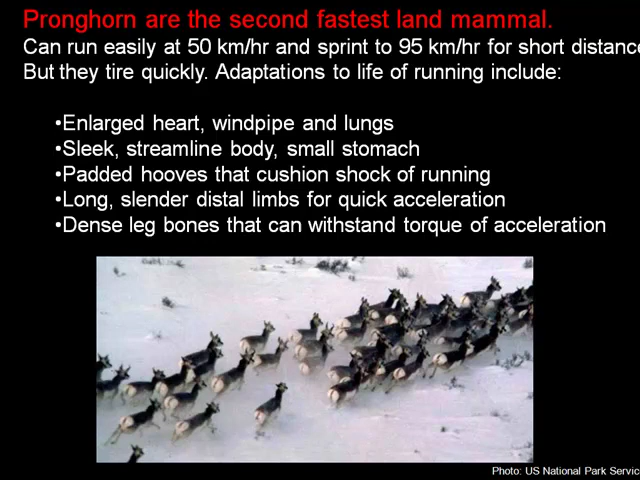 Pronghorn are the second fastest land mammal.
Can run easily at 50 km/hr and sprint to 95 km/hr for short distance
But they tire quickly. Adaptations to life of running include:
•Enlarged heart, windpipe and lungs
•Sleek, streamline body, small stomach
•Padded hooves that cushion shock of running
•Long, slender distal limbs for quick acceleration
•Dense leg bones that can withstand torque of acceleration
Photo: US National Park Servic